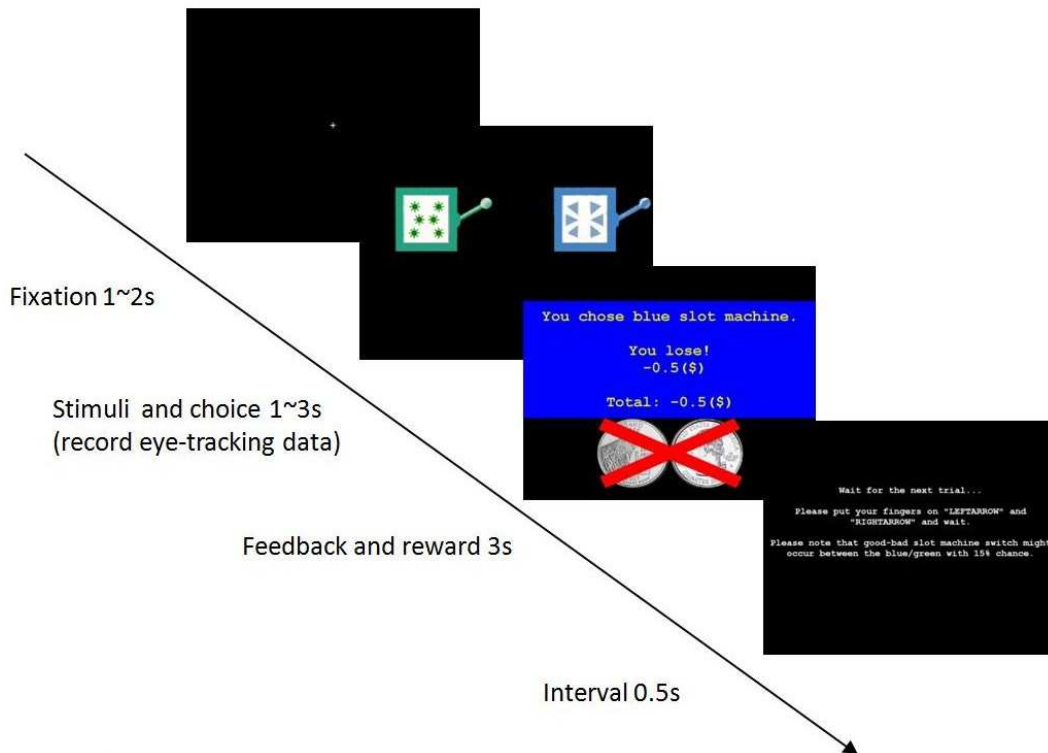 Fixation 1~2s
Stimuli and choice 1~3s
(record eye-tracking data)
You chose blue slot machine.
You lose!
-0.5($)
Total: -0.5($)
Feedback and reward 3s
Wait for the next trial...
Please put your fingers on "LEFTARROW" and
"RIGHTARROW" and wait.
Please note that good-bad slot machine switch might
occur between the blue/green with 15% chance.
Interval 0.5s